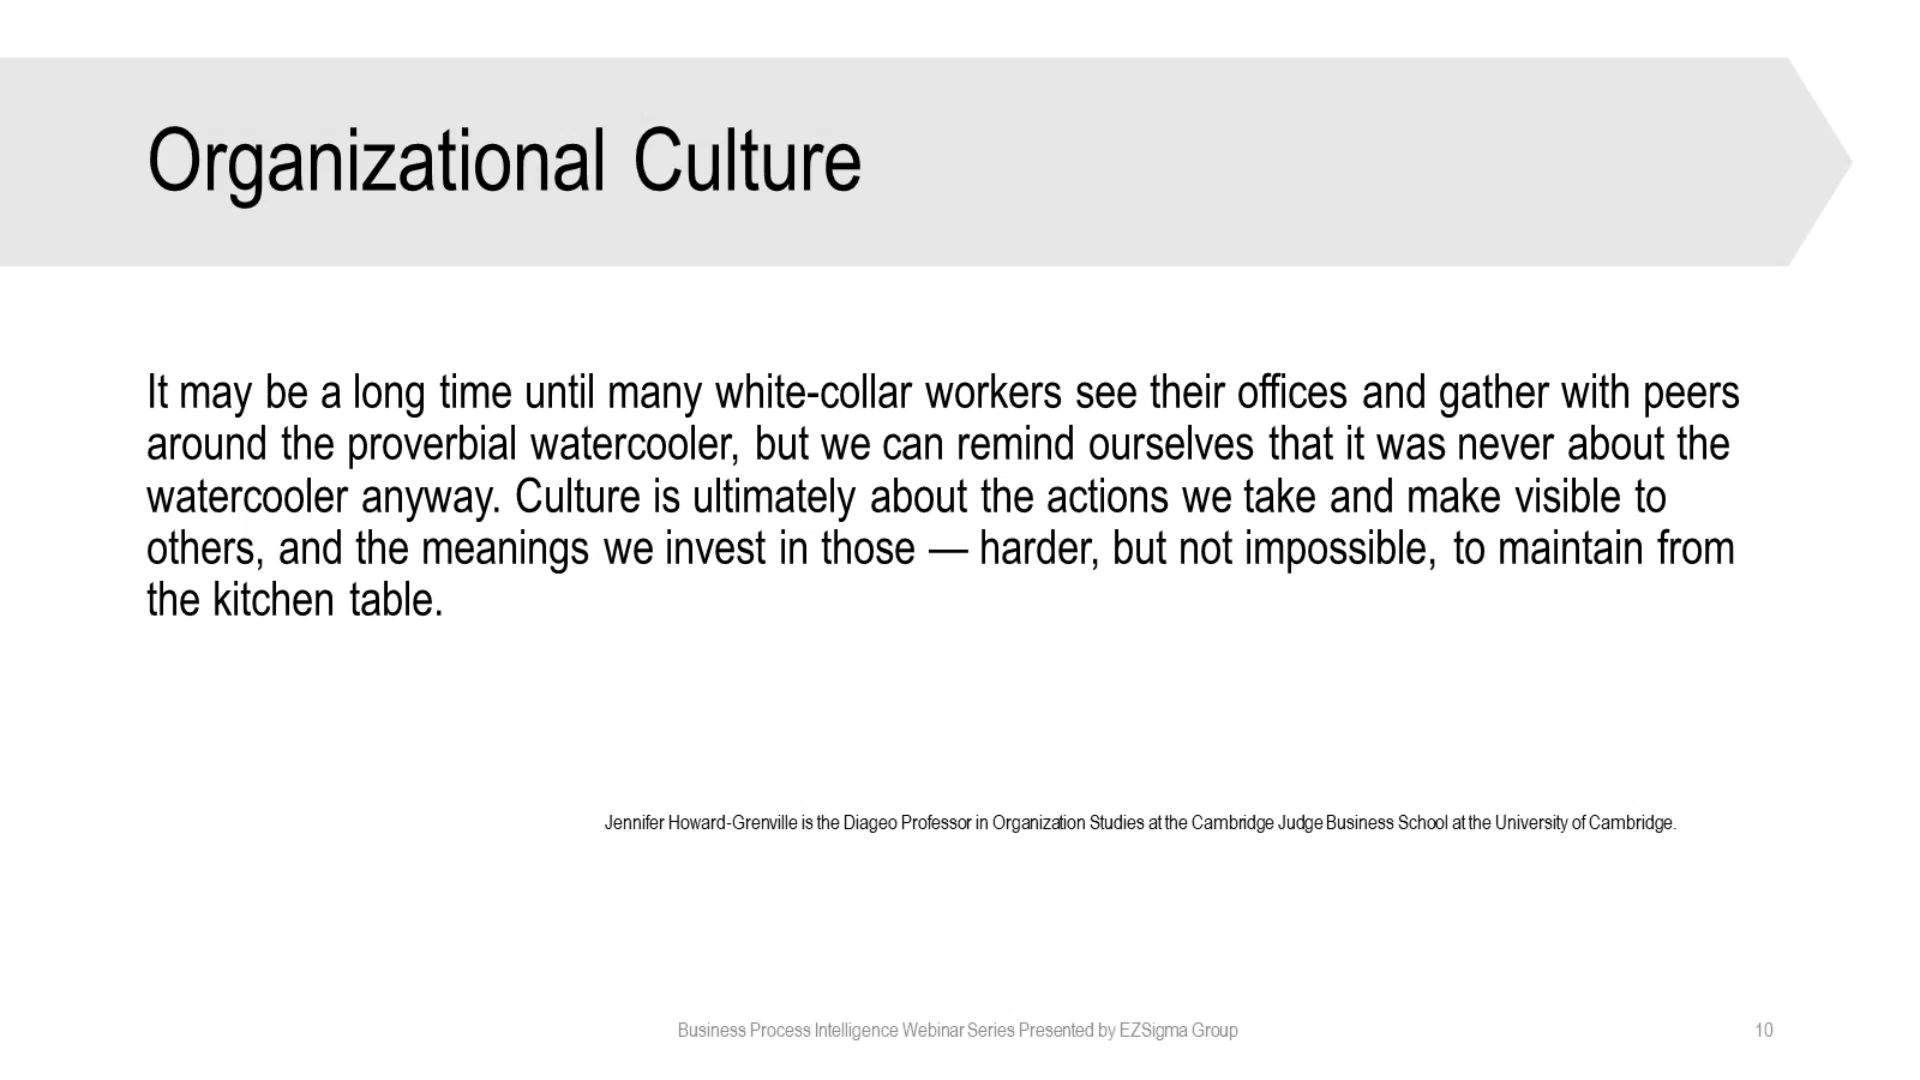 Organizational Culture
It may be a long time until many white-collar workers see their offices and gather with peers
around the proverbial watercooler, but we can remind ourselves that it was never about the
watercooler anyway. Culture is ultimately about the actions we take and make visible to
others, and the meanings we invest in those — harder, but not impossible, to maintain from
the kitchen table.
Jennifer Howard-Grenville is the Diageo Professor in Organization Studies at the Cambridge Judge Business School at the University of Cambridge.
Business Process Intelligence Webinar Series Presented by EZSigma Group
10